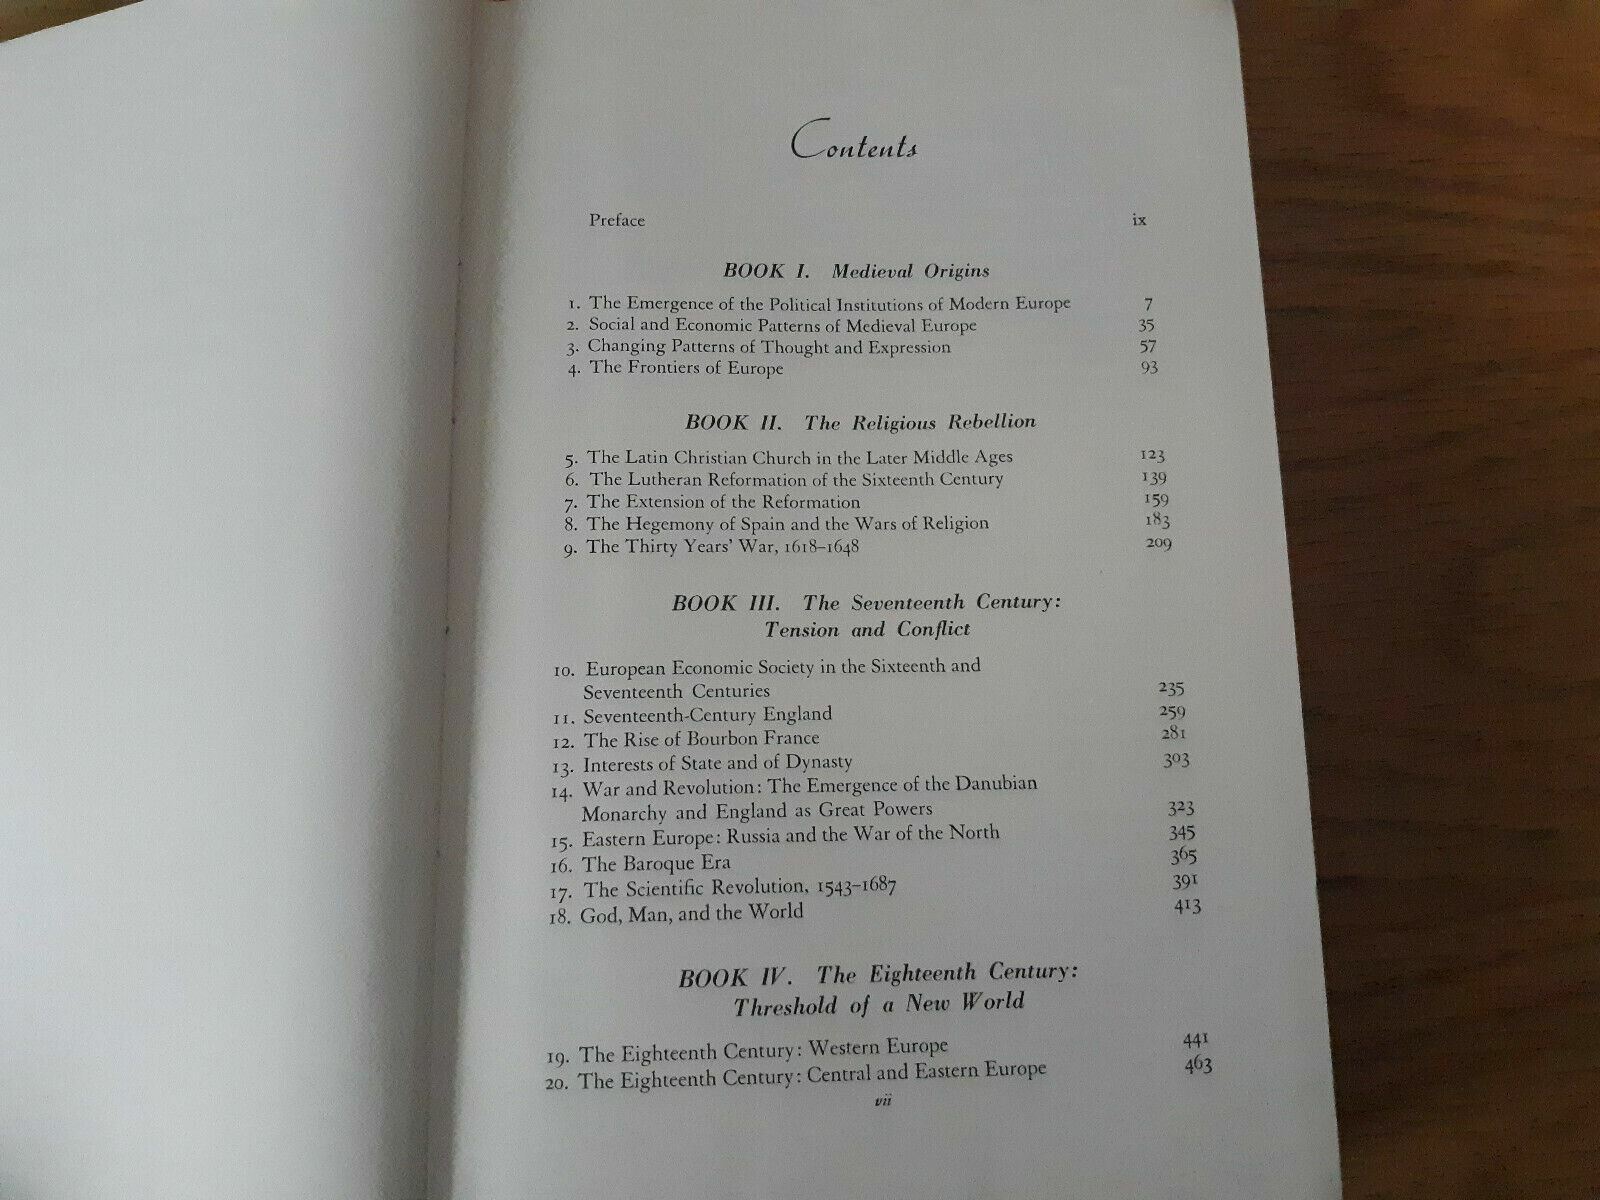 Contents
Preface ix
BOOK I. Medieval Origins
1. The Emergence of the Political Institutions of Modern Europe 7
2. Social and Economic Patterns of Medieval Europe 35
3. Changing Patterns of Thought and Expression 57
4. The Frontiers of Europe 93
BOOK II. The Religious Rebellion
5. The Latin Christian Church in the Later Middle Ages 123
6. The Lutheran Reformation of the Sixteenth Century 139
7. The Extension of the Reformation 159
8. The Hegemony of Spain and the Wars of Religion 183
9. The Thirty Years' War, 1618–1648 209
BOOK III. The Seventeenth Century:
Tension and Conflict
10. European Economic Society in the Sixteenth and
Seventeenth Centuries 235
11. Seventeenth-Century England 259
12. The Rise of Bourbon France 281
13. Interests of State and of Dynasty 303
14. War and Revolution: The Emergence of the Danubian
Monarchy and England as Great Powers 323
15. Eastern Europe: Russia and the War of the North 345
16. The Baroque Era 365
17. The Scientific Revolution, 1543–1687 391
18. God, Man, and the World 413
BOOK IV. The Eighteenth Century:
Threshold of a New World
19. The Eighteenth Century: Western Europe 441
20. The Eighteenth Century: Central and Eastern Europe 463
vii